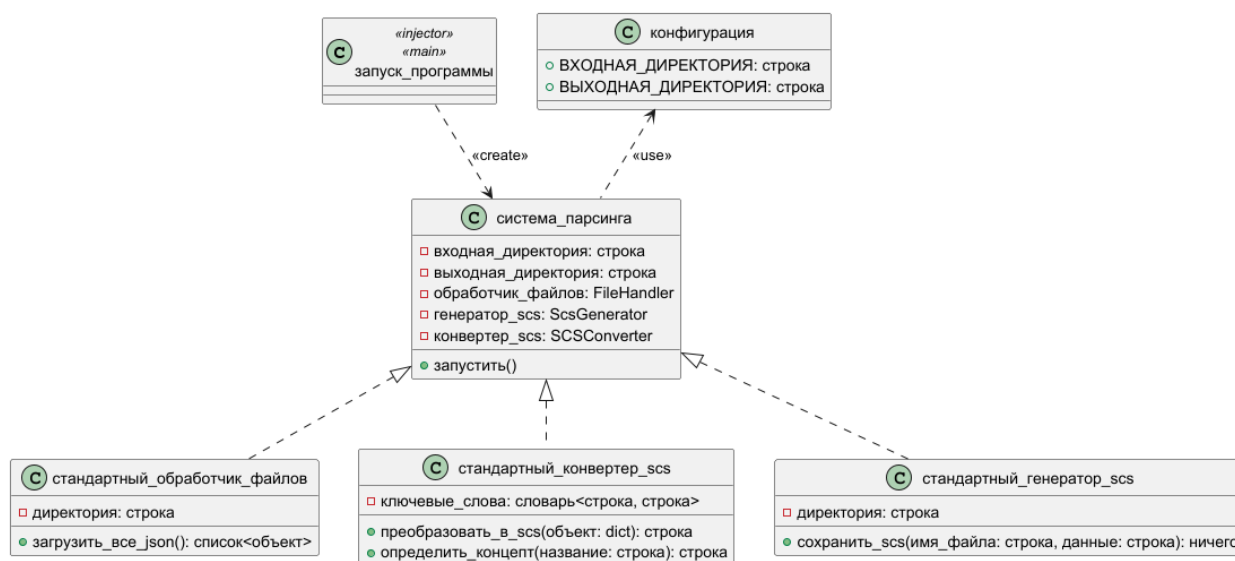 «injector»
«main»
C
запуск_программы
C конфигурация
ВХОДНАЯ_ДИРЕКТОРИЯ: строка
ВЫХОДНАЯ_ДИРЕКТОРИЯ: строка
«create»
«use»
C система_парсинга
входная_директория: строка
выходная_директория: строка
обработчик_файлов: FileHandler
генератор_scs: ScsGenerator
конвертер_scs: SCSConverter
запустить()
C стандартный_обработчик_файлов
директория: строка
загрузить_все_json(): список<объект>
C стандартный_конвертер_scs
ключевые_слова: словарь<строка, строка>
преобразовать_в_scs(объект: dict): строка
определить_концепт(название: строка): строка
C стандартный_генератор_scs
директория: строка
сохранить_scs(имя_файла: строка, данные: строка): ничего